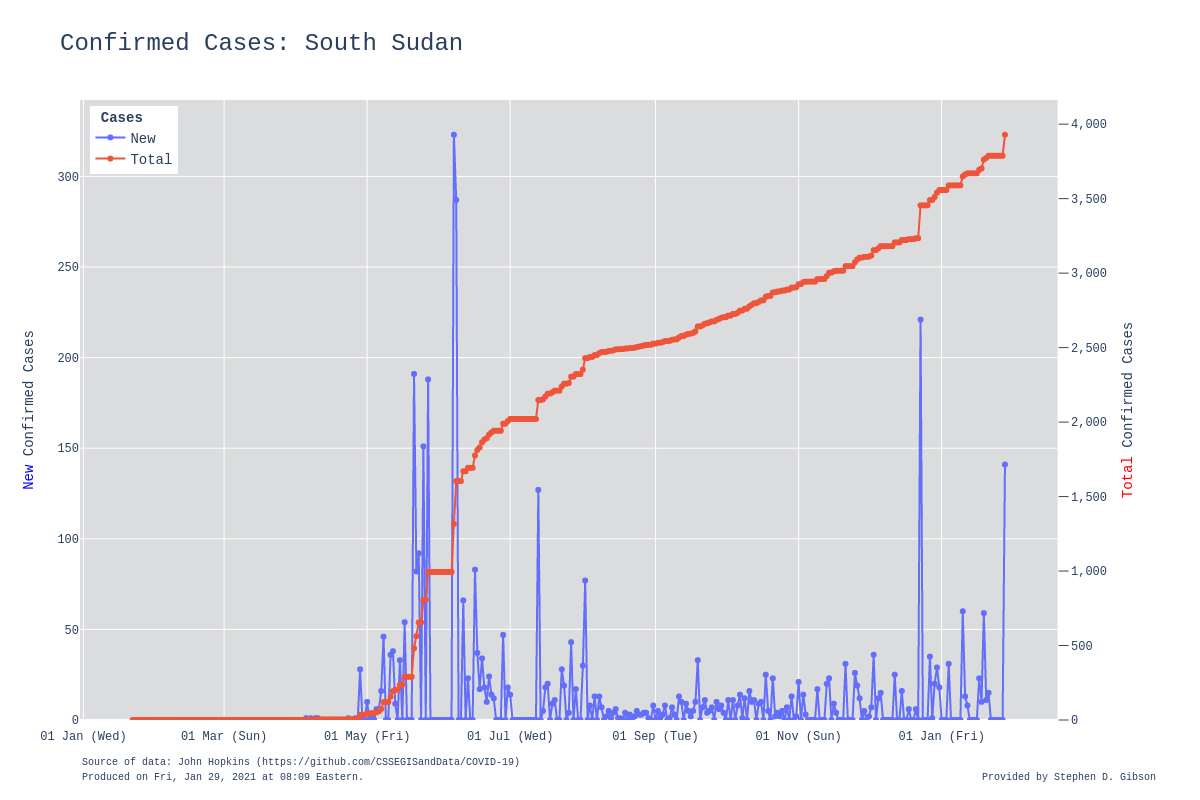 Confirmed Cases: South Sudan
Cases
New
Total
300
250
200
150
100
50
0
4,000
3,500
3,000
2,500
2,000
1,500
1,000
500
0
New Confirmed Cases
Total Confirmed Cases
01 Jan (Wed)
01 Mar (Sun)
01 May (Fri)
01 Jul (Wed)
01 Sep (Tue)
01 Nov (Sun)
01 Jan (Fri)
Source of data: John Hopkins (https://github.com/CSSEGISandData/COVID-19)
Produced on Fri, Jan 29, 2021 at 08:09 Eastern.
Provided by Stephen D. Gibson